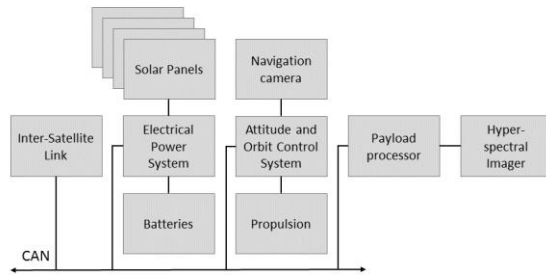 Solar Panels
Navigation
camera
Inter-Satellite
Link
Electrical
Power
System
Attitude and
Orbit Control
System
Payload
processor
Hyper-
spectral
Imager
Batteries
Propulsion
CAN